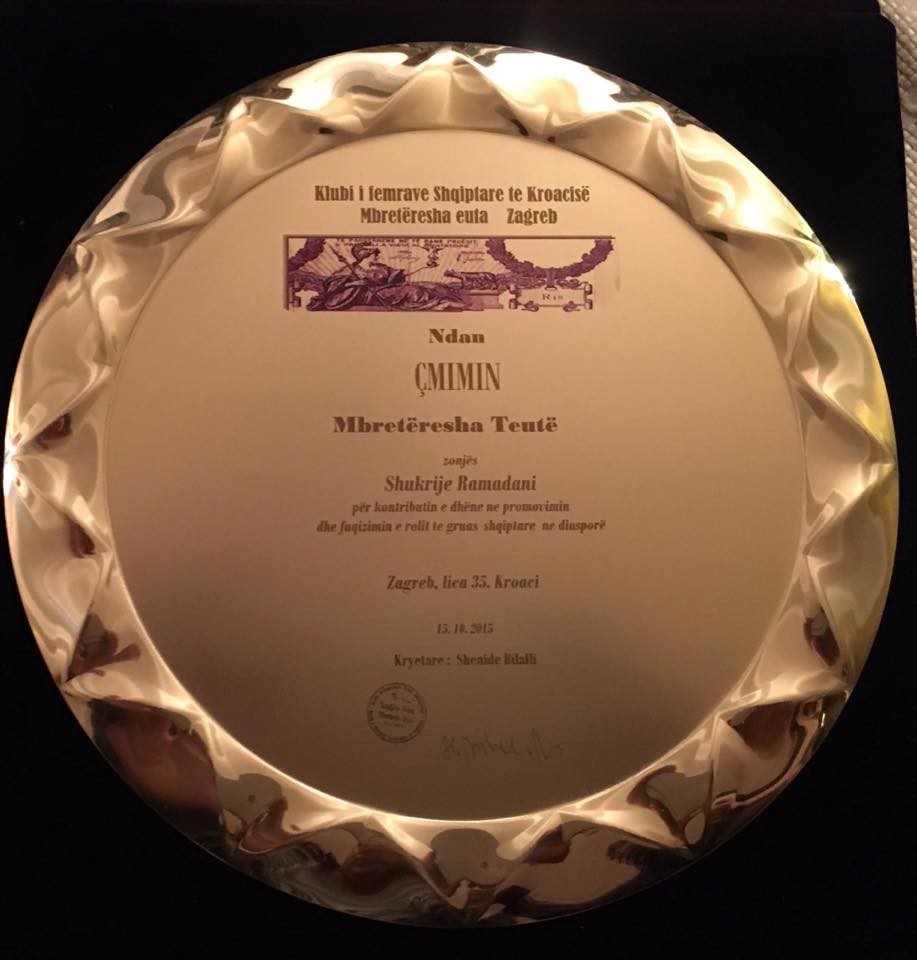 Klubi i femrave Shqiptare te Kroacisë
Mbretëresha euta Zagreb
Ndan
ÇMIMIN
Mbretëresha Teutë
zonjës
Shukrije Ramadani
për kontributin e dhëne ne promovimin
dhe fuqizimin e rolit te gruas shqiptare ne diasporë
Zagreb, lica 35, Kroaci
15. 10. 2015
Kryetare : Shenide Bilalli